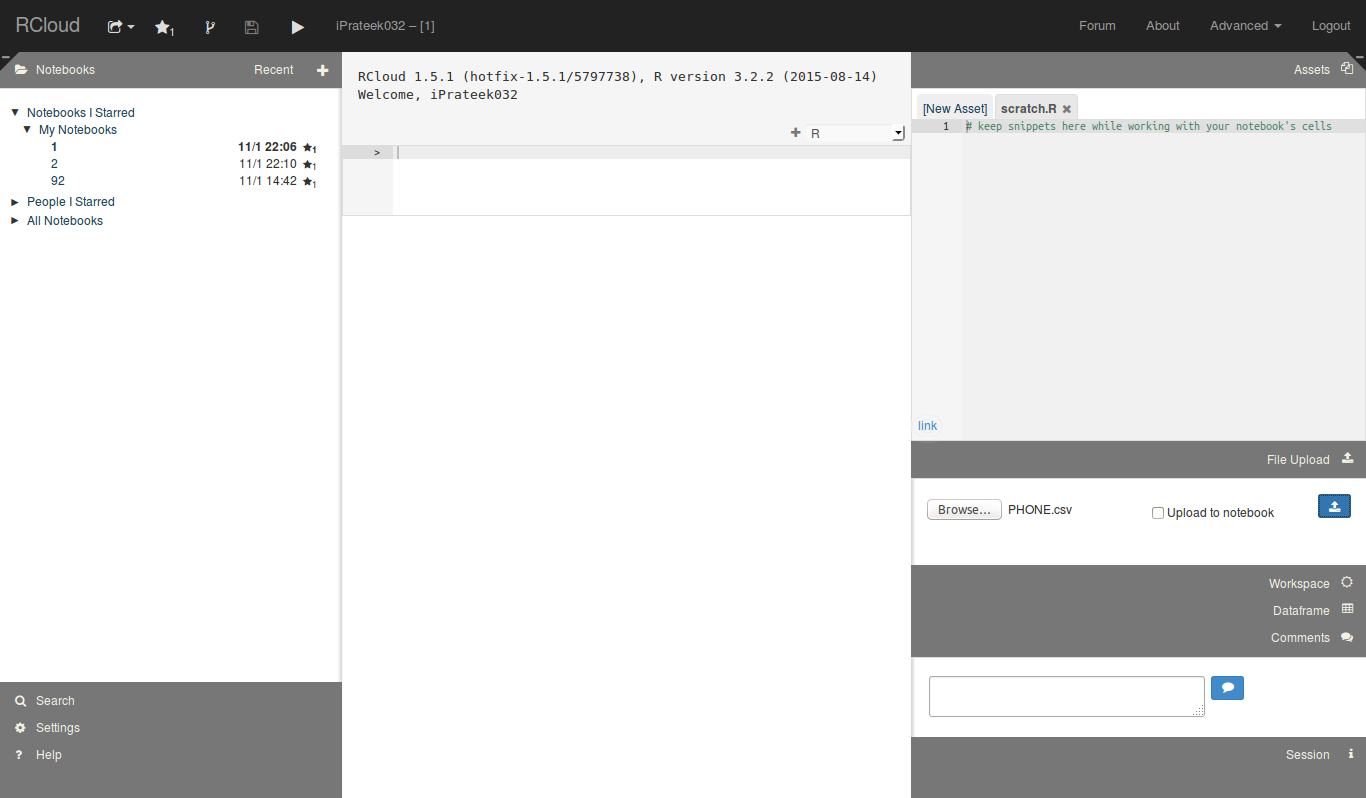 RCloud 1 iPrateek032 – [1] Forum About Advanced Logout
Notebooks Recent
Notebooks I Starred
My Notebooks
1 11/1 22:06 1
2 11/1 22:10 1
92 11/1 14:42 1
People I Starred
All Notebooks
Search
Settings
? Help
RCloud 1.5.1 (hotfix-1.5.1/5797738), R version 3.2.2 (2015-08-14)
Welcome, iPrateek032
R
>
Assets
[New Asset] scratch.R
1 # keep snippets here while working with your notebook's cells
link
File Upload
Browse... PHONE.csv Upload to notebook
Workspace
Dataframe
Comments
Session